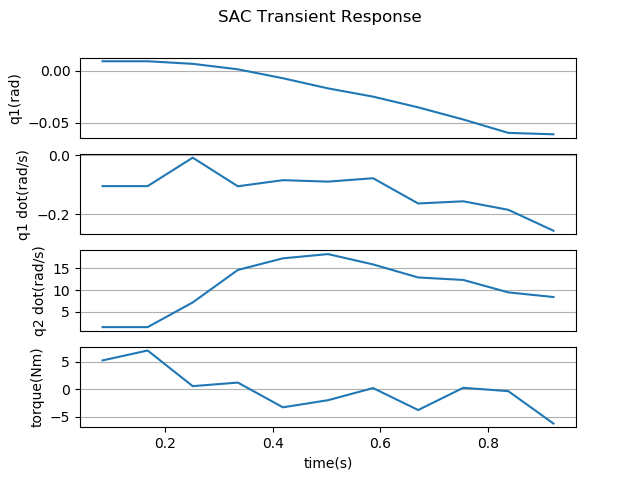 SAC Transient Response
q1(rad)
0.00
−0.05
q1 dot(rad/s)
0.0
−0.2
q2 dot(rad/s)
15
10
5
torque(Nm)
5
0
−5
0.2 0.4 0.6 0.8
time(s)